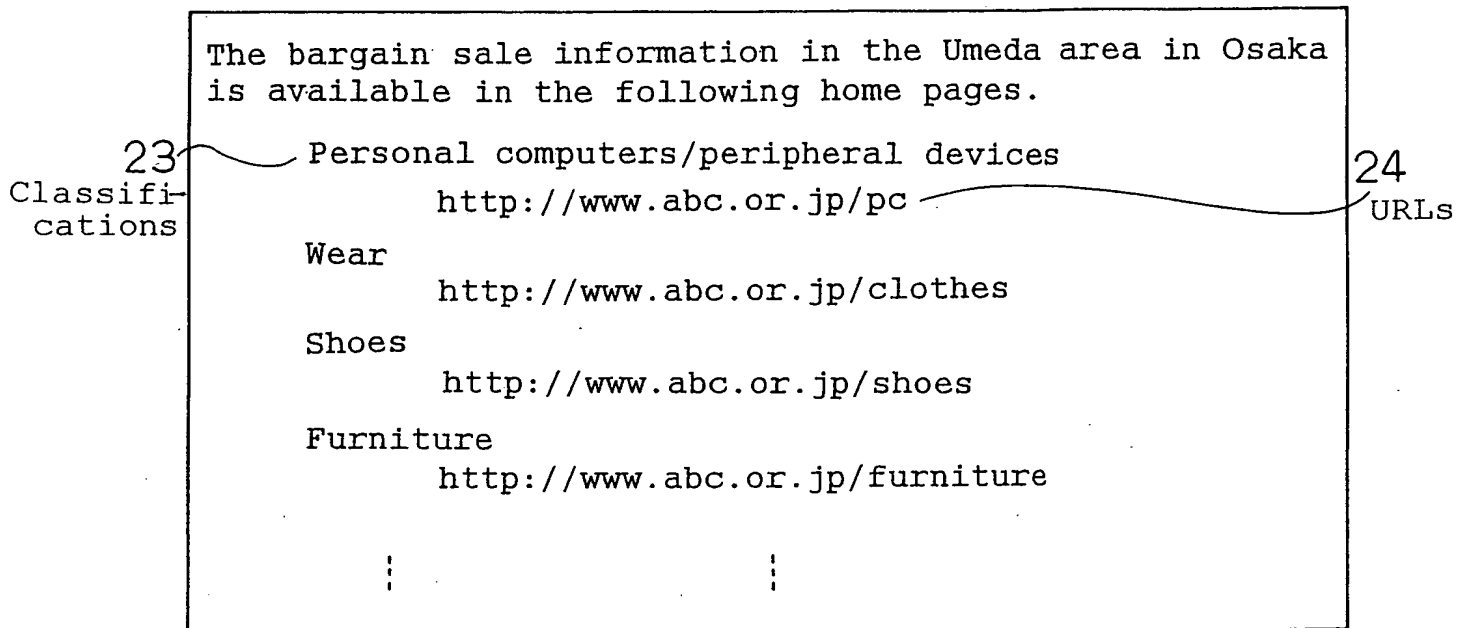 The bargain sale information in the Umeda area in Osaka
is available in the following home pages.
23
Classifi-
cations
Personal computers/peripheral devices
http://www.abc.or.jp/pc
24
URLs
Wear
http://www.abc.or.jp/clothes
Shoes
http://www.abc.or.jp/shoes
Furniture
http://www.abc.or.jp/furniture